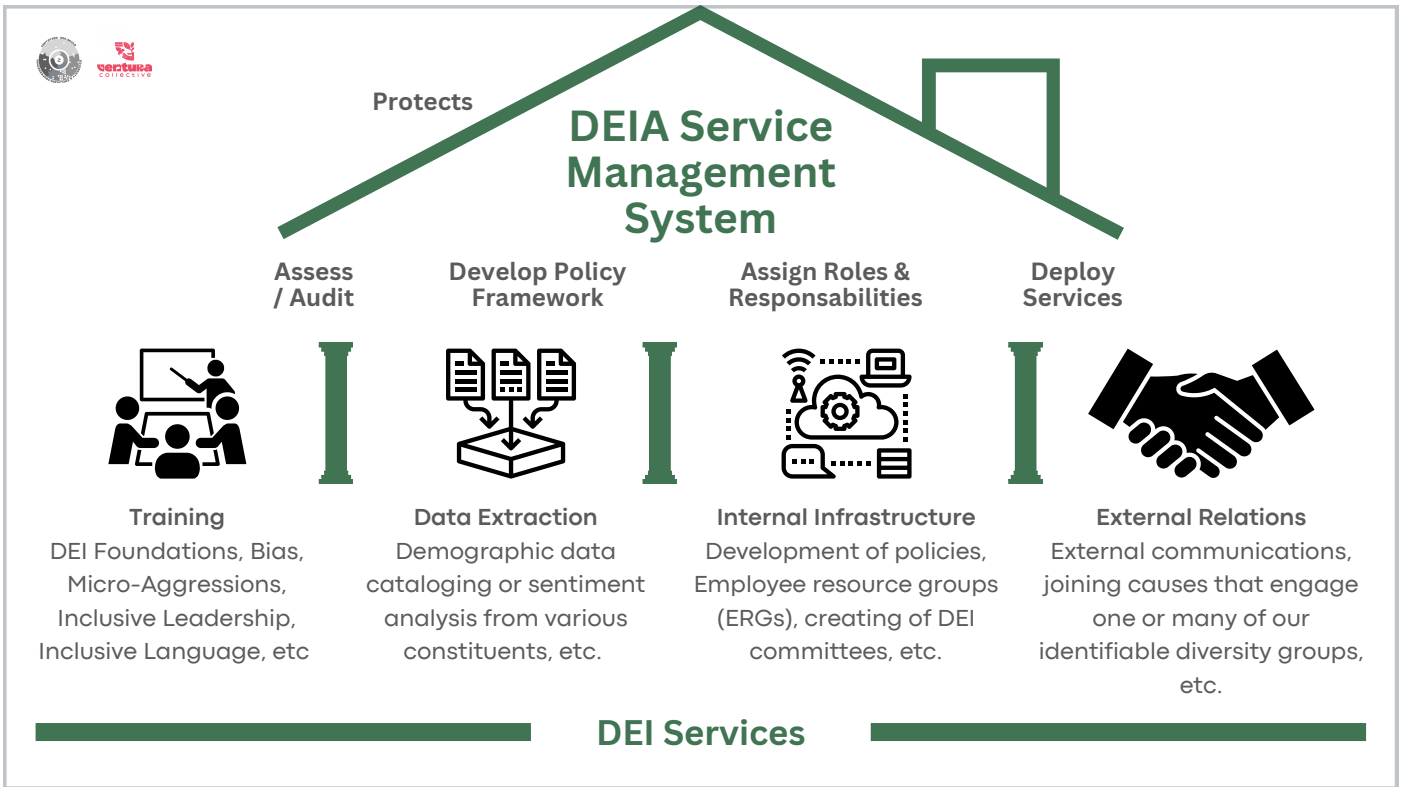 ventura
collective
Protects
DEIA Service
Management
System
Assess
/ Audit
Develop Policy
Framework
Assign Roles &
Responsabilities
Deploy
Services
Training
DEI Foundations, Bias,
Micro-Aggressions,
Inclusive Leadership,
Inclusive Language, etc
Data Extraction
Demographic data
cataloging or sentiment
analysis from various
constituents, etc.
Internal Infrastructure
Development of policies,
Employee resource groups
(ERGs), creating of DEI
committees, etc.
External Relations
External communications,
joining causes that engage
one or many of our
identifiable diversity groups,
etc.
DEI Services